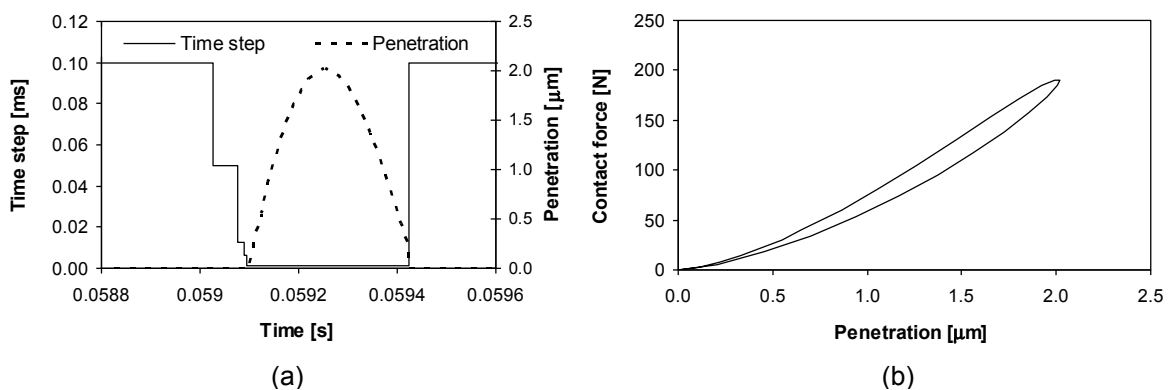 0.12
0.10
0.08
0.06
0.04
0.02
0.00
Time step [ms]
Time step
Penetration
2.5
2.0
1.5
1.0
0.5
0.0
Penetration [μm]
0.0588 0.059 0.0592 0.0594 0.0596
Time [s]
(a)
250
200
150
100
50
0
Contact force [N]
0.0 0.5 1.0 1.5 2.0 2.5
Penetration [μm]
(b)